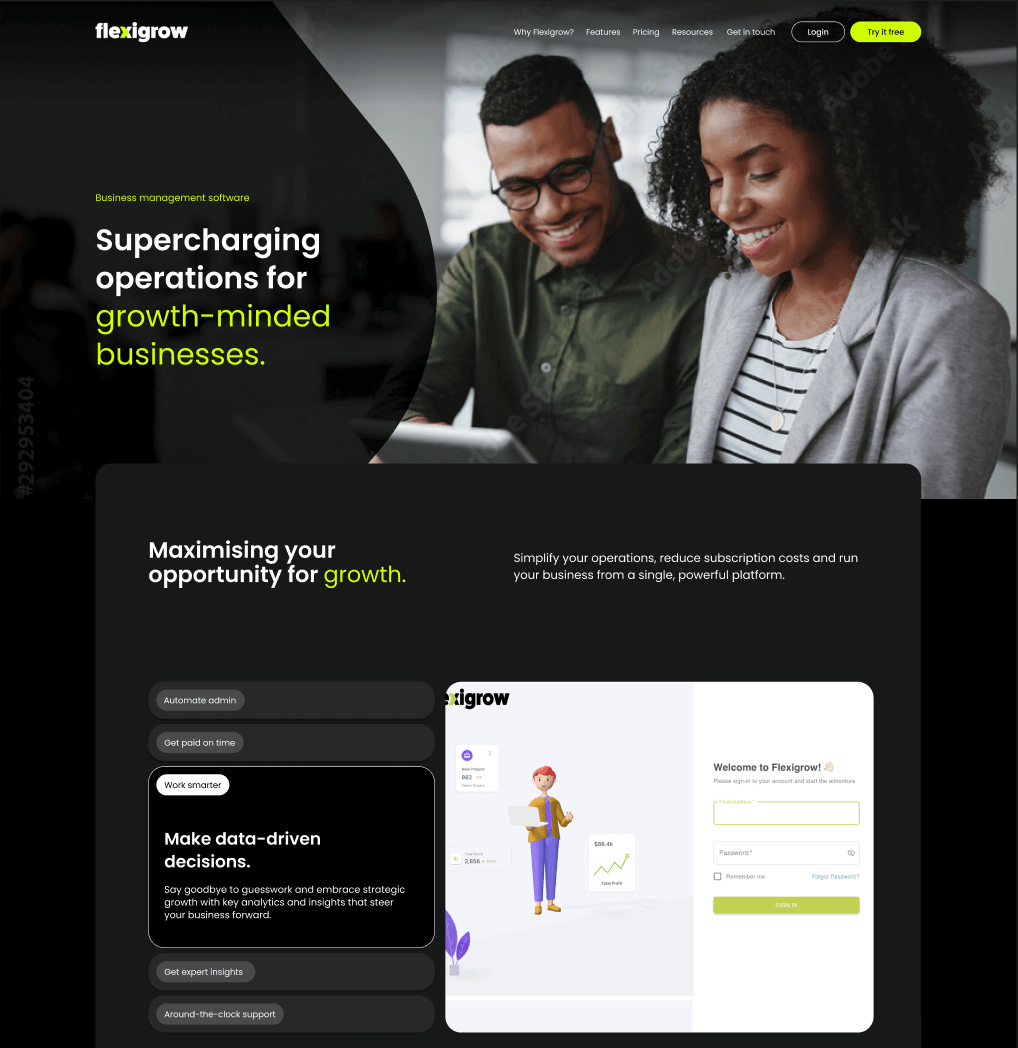 flexigrow
Why Flexigrow? Features Pricing Resources Get in touch Login Try it free
Business management software
Supercharging
operations for
growth-minded
businesses.
#292953404
Maximising your
opportunity for growth.
Simplify your operations, reduce subscription costs and run
your business from a single, powerful platform.
Automate admin
Get paid on time
Work smarter
Make data-driven
decisions.
Say goodbye to guesswork and embrace strategic
growth with key analytics and insights that steer
your business forward.
Get expert insights
Around-the-clock support
exigrow
New Project
862
Yearly Project
Total Profit
2,856
$86.4k
Total Profit
Welcome to Flexigrow! 👋🏻
Please sign-in to your account and start the adventure
Email Address *
Password *
Remember me Forgot Password?
SIGN IN